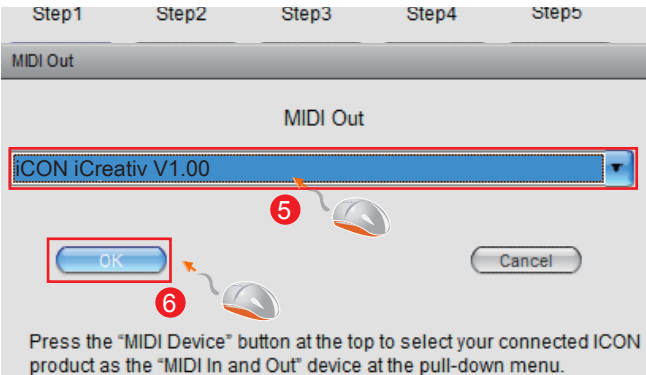 Step1 Step2 Step3 Step4 Step5
MIDI Out
MIDI Out
iCON iCreativ V1.00
5
OK Cancel
6
Press the “MIDI Device” button at the top to select your connected ICON
product as the “MIDI In and Out” device at the pull-down menu.